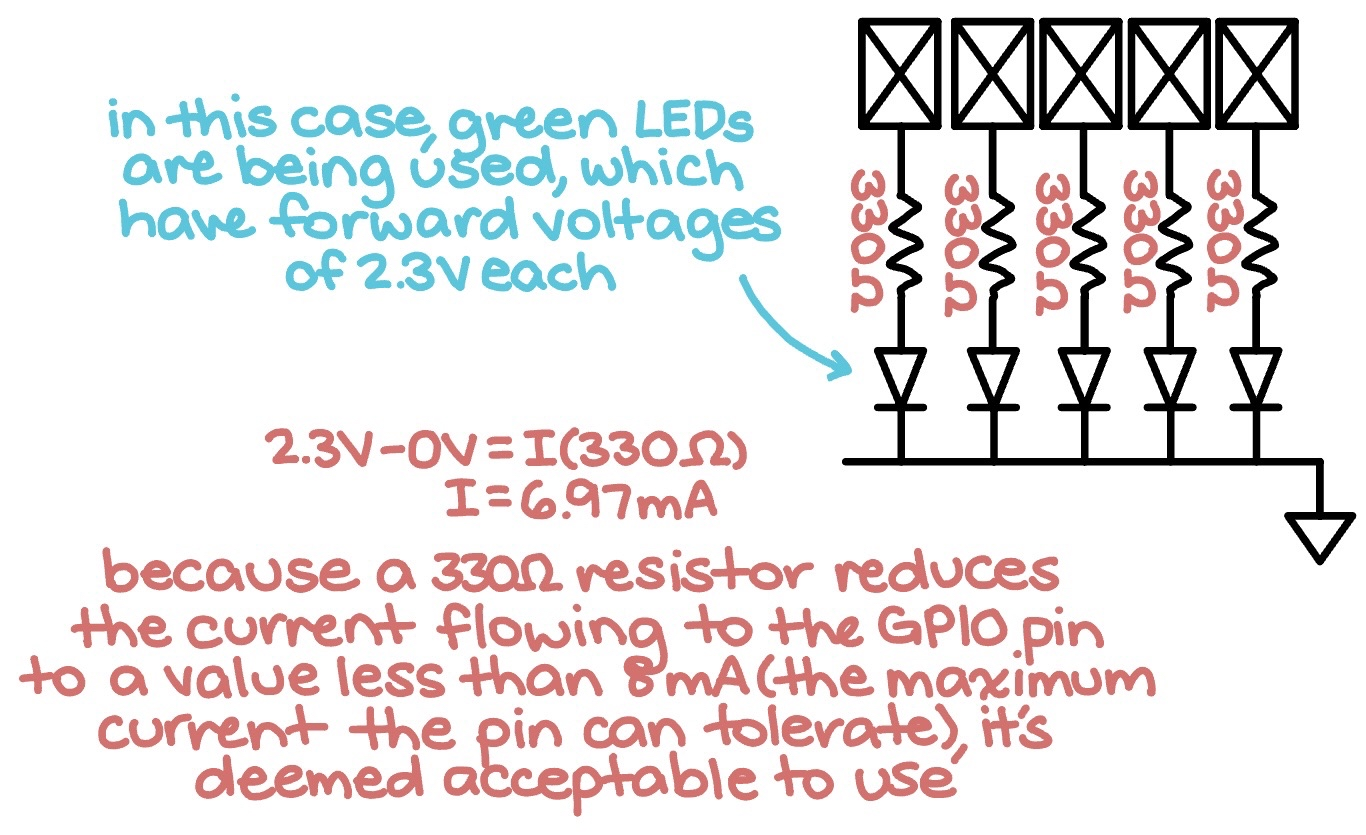 in this case, green LEDs
are being used, which
have forward voltages
of 2.3V each
330Ω
330Ω
330Ω
330Ω
330Ω
2.3V-0V=I(330Ω)
I=6.97mA
because a 330Ω resistor reduces
the current flowing to the GPIO pin
to a value less than 8mA (the maximum
current the pin can tolerate), it's
deemed acceptable to use